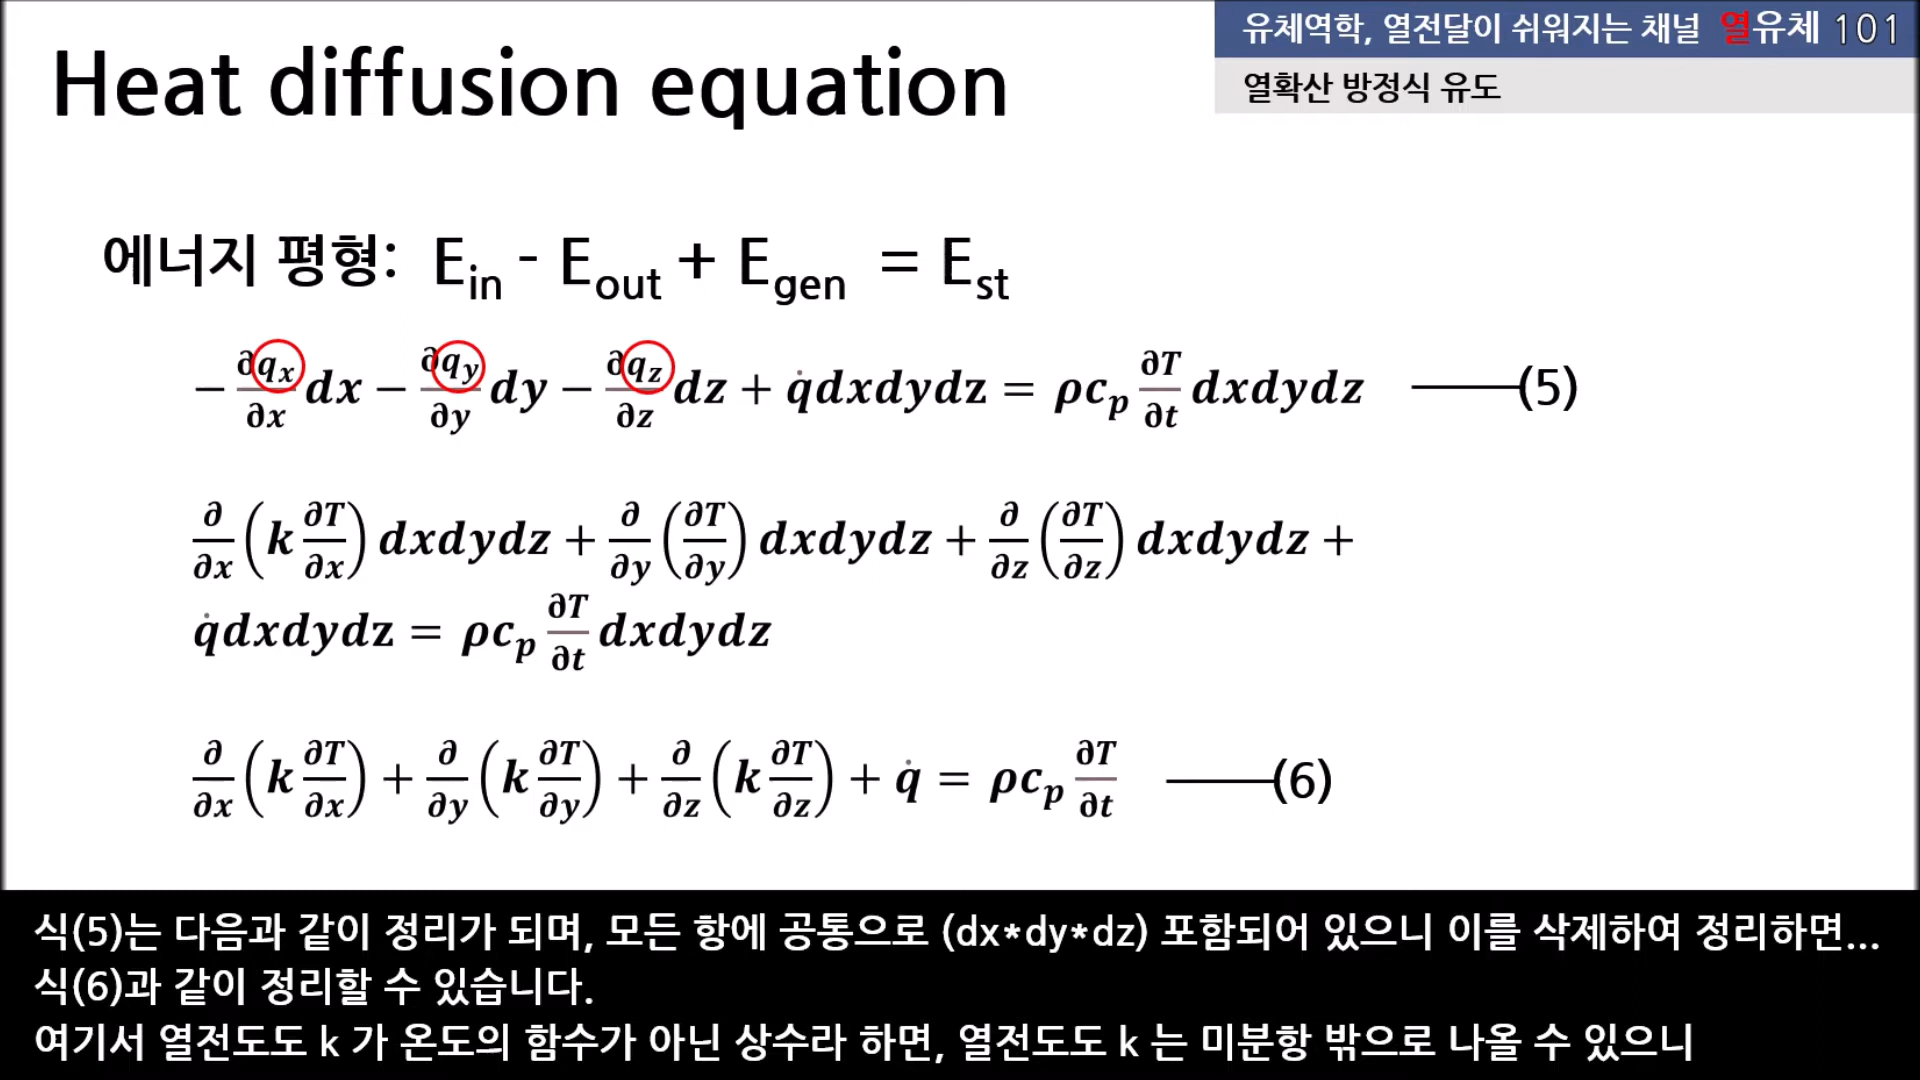 유체역학, 열전달이 쉬워지는 채널 열유체 101
Heat diffusion equation
열확산 방정식 유도
에너지 평형: E_in - E_out + E_gen = E_st
−∂q_x/∂x dx − ∂q_y/∂y dy − ∂q_z/∂z dz + q̇dxdydz = ρc_p ∂T/∂t dxdydz ——(5)
∂/∂x (k ∂T/∂x) dxdydz + ∂/∂y (∂T/∂y) dxdydz + ∂/∂z (∂T/∂z) dxdydz +
q̇dxdydz = ρc_p ∂T/∂t dxdydz
∂/∂x (k ∂T/∂x) + ∂/∂y (k ∂T/∂y) + ∂/∂z (k ∂T/∂z) + q̇ = ρc_p ∂T/∂t ——(6)
식(5)는 다음과 같이 정리가 되며, 모든 항에 공통으로 (dx*dy*dz) 포함되어 있으니 이를 삭제하여 정리하면...
식(6)과 같이 정리할 수 있습니다.
여기서 열전도도 k 가 온도의 함수가 아닌 상수라 하면, 열전도도 k 는 미분항 밖으로 나올 수 있으니